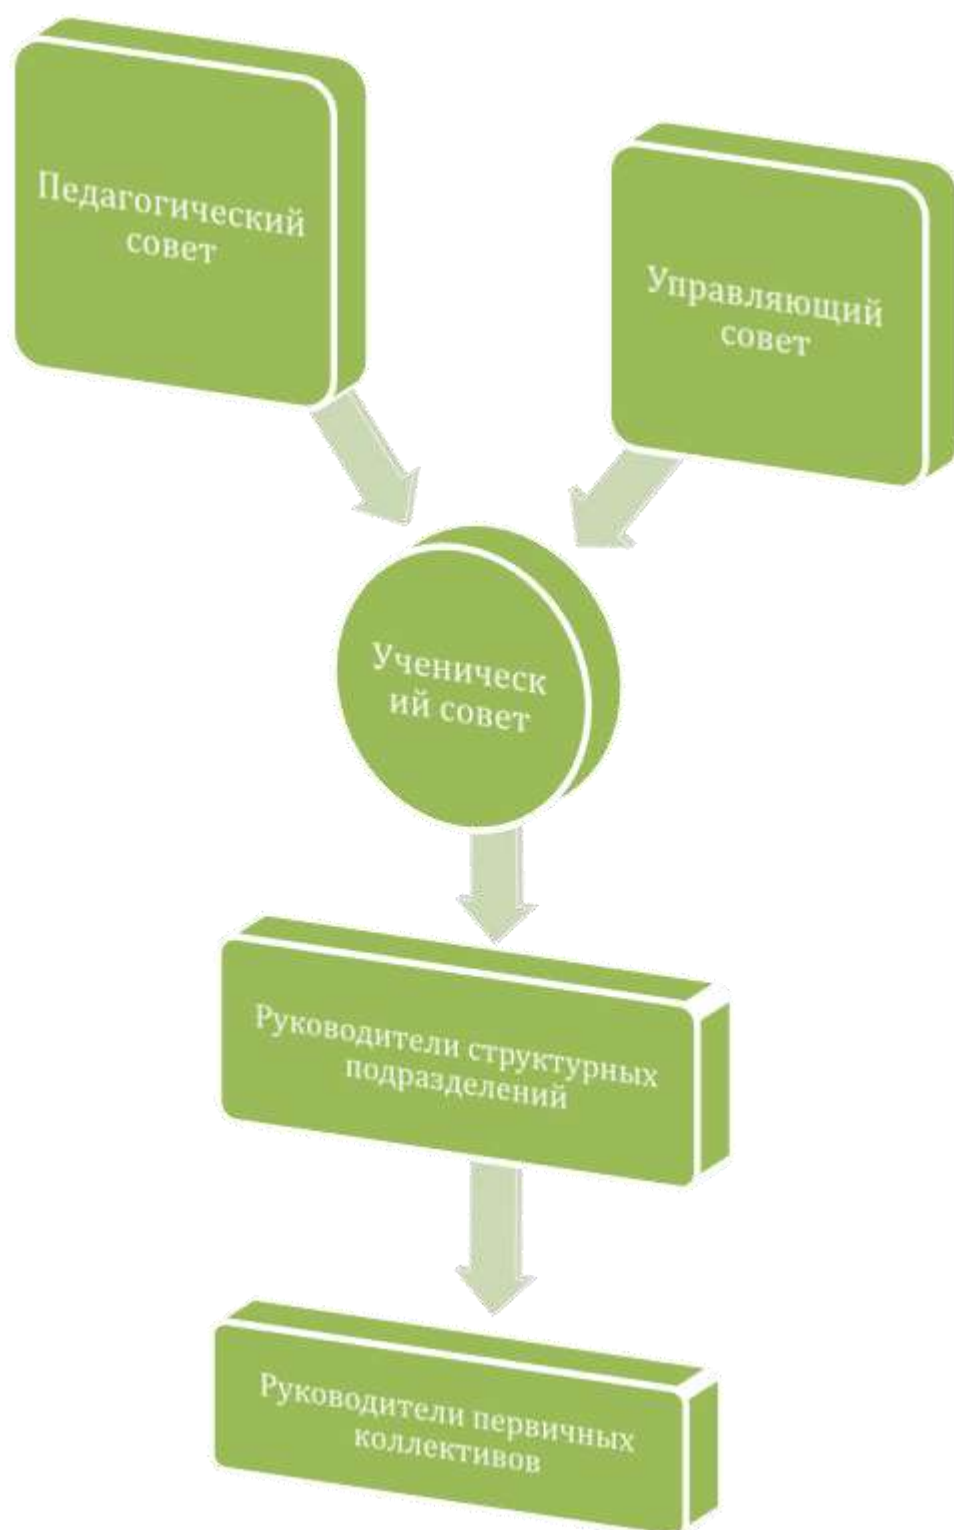 Педагогический
совет
Управляющий
совет
Ученическ
ий совет
Руководители структурных
подразделений
Руководители первичных
коллективов